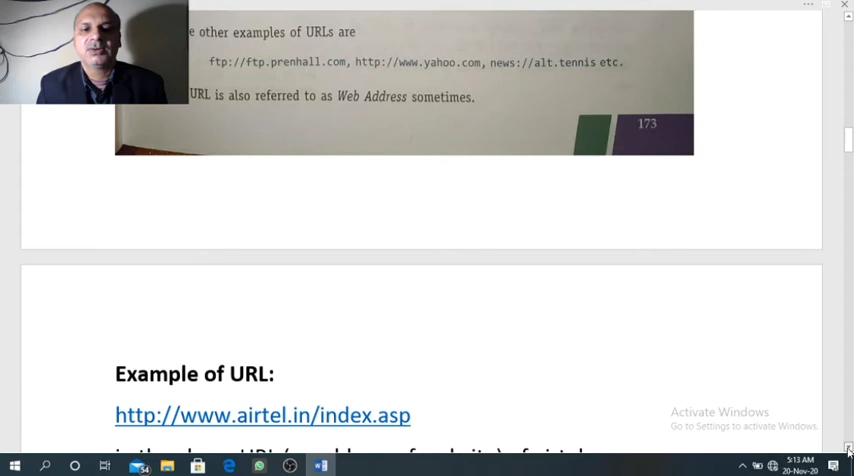 e other examples of URLs are
ftp://ftp.prenhall.com, http://www.yahoo.com, news://alt.tennis etc.
URL is also referred to as Web Address sometimes.
173
Example of URL:
http://www.airtel.in/index.asp
Activate Windows
Go to Settings to activate Windows.
54
5:13 AM
20-Nov-20